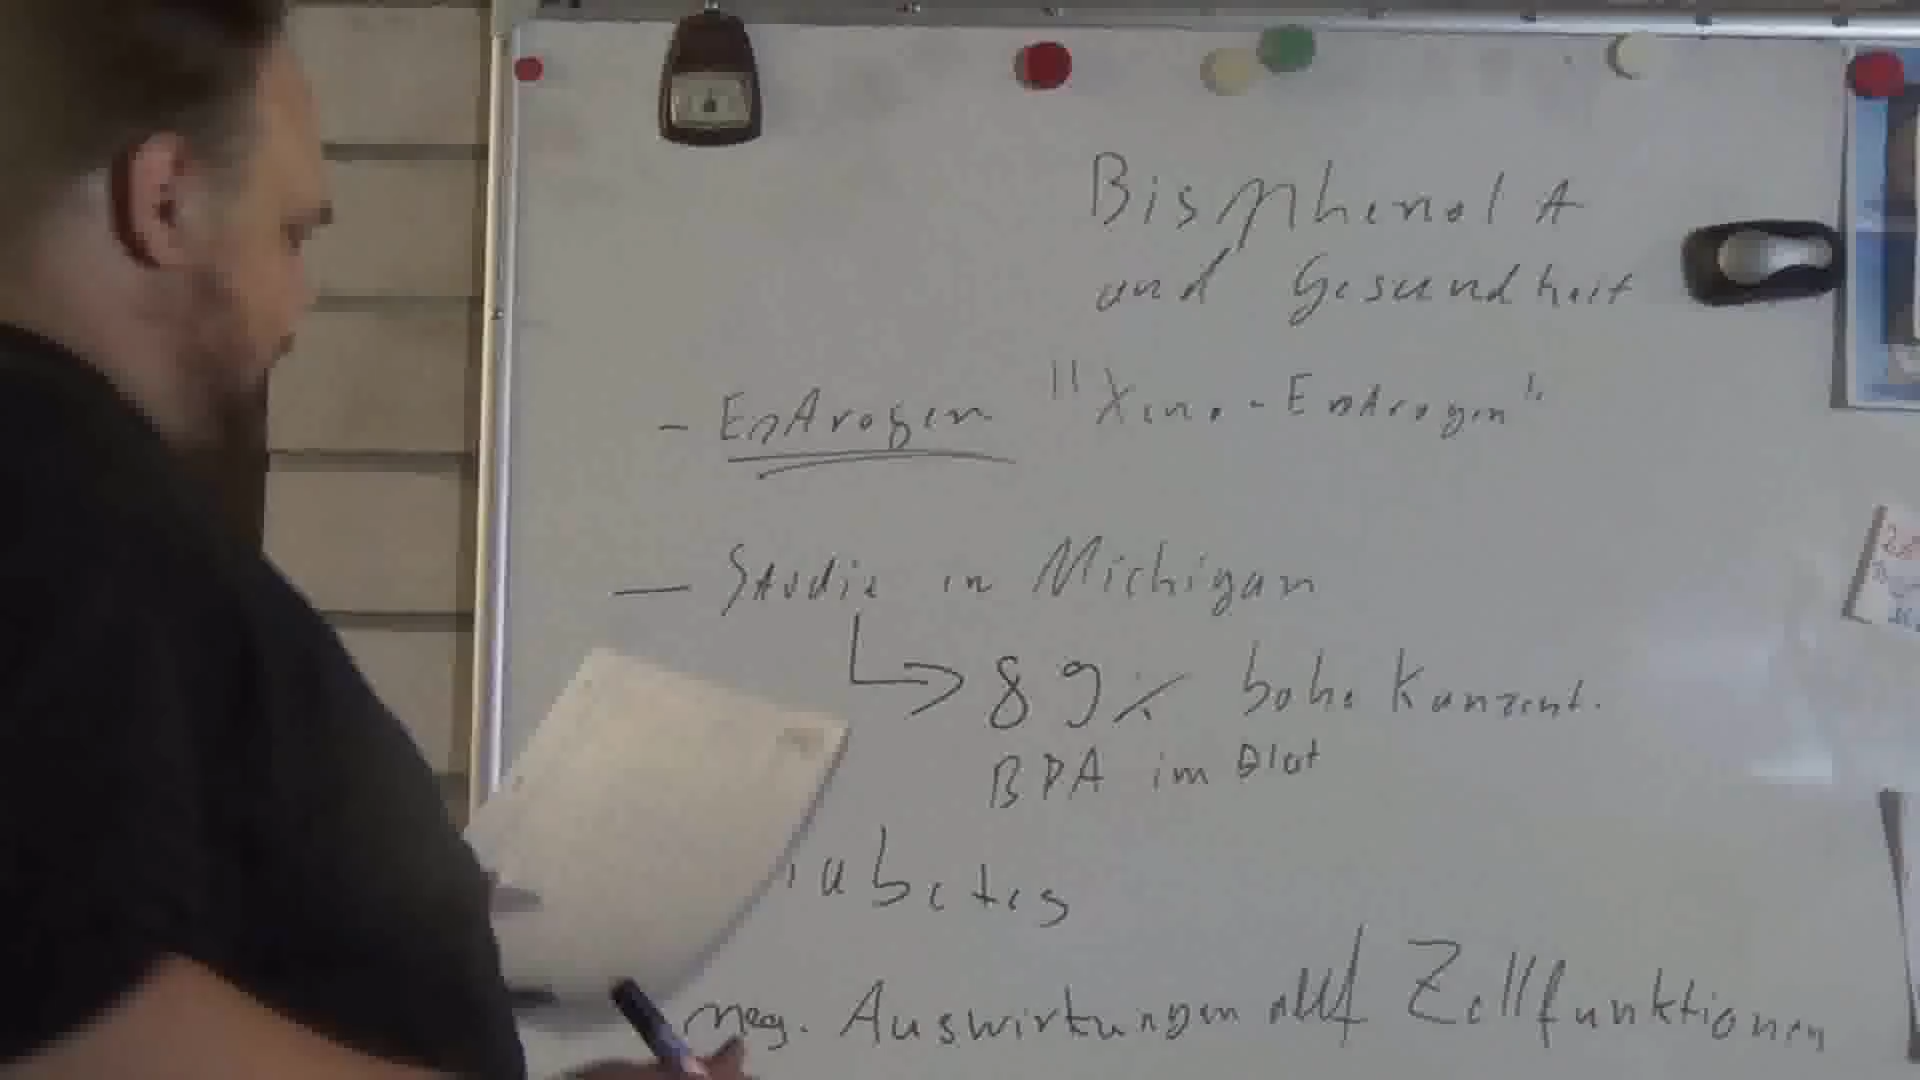 Bisphenol A
und Gesundheit
- Estrogen "Xeno-Estrogen"
- Studie in Michigan
89% hohe Konzent.
BPA im Blut
iabetes
neg. Auswirkungen auf Zellfunktionen